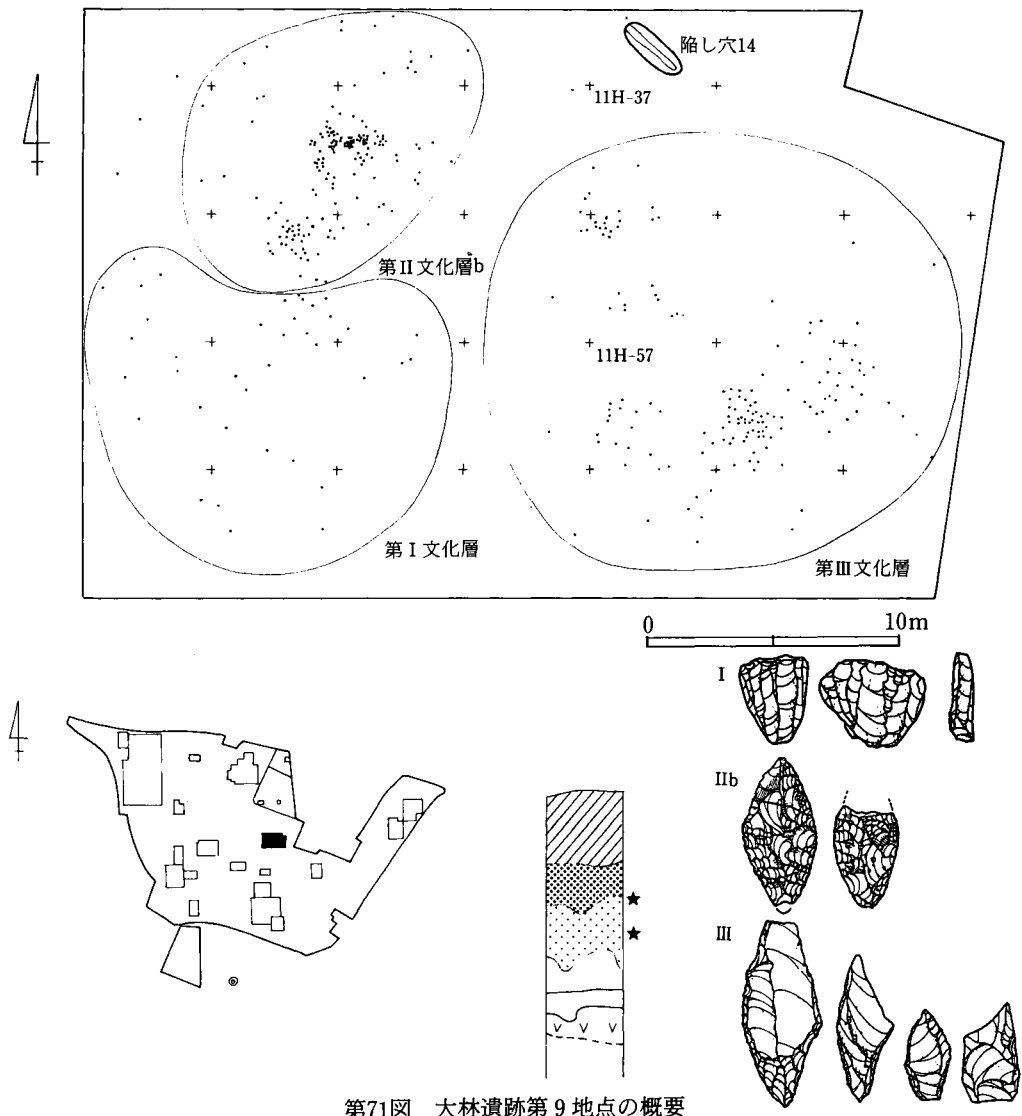 陥し穴14
11H-37
第II文化層b
11H-57
第I文化層
第III文化層
0 10m
I
IIb
III
第71図 大林遺跡第9地点の概要